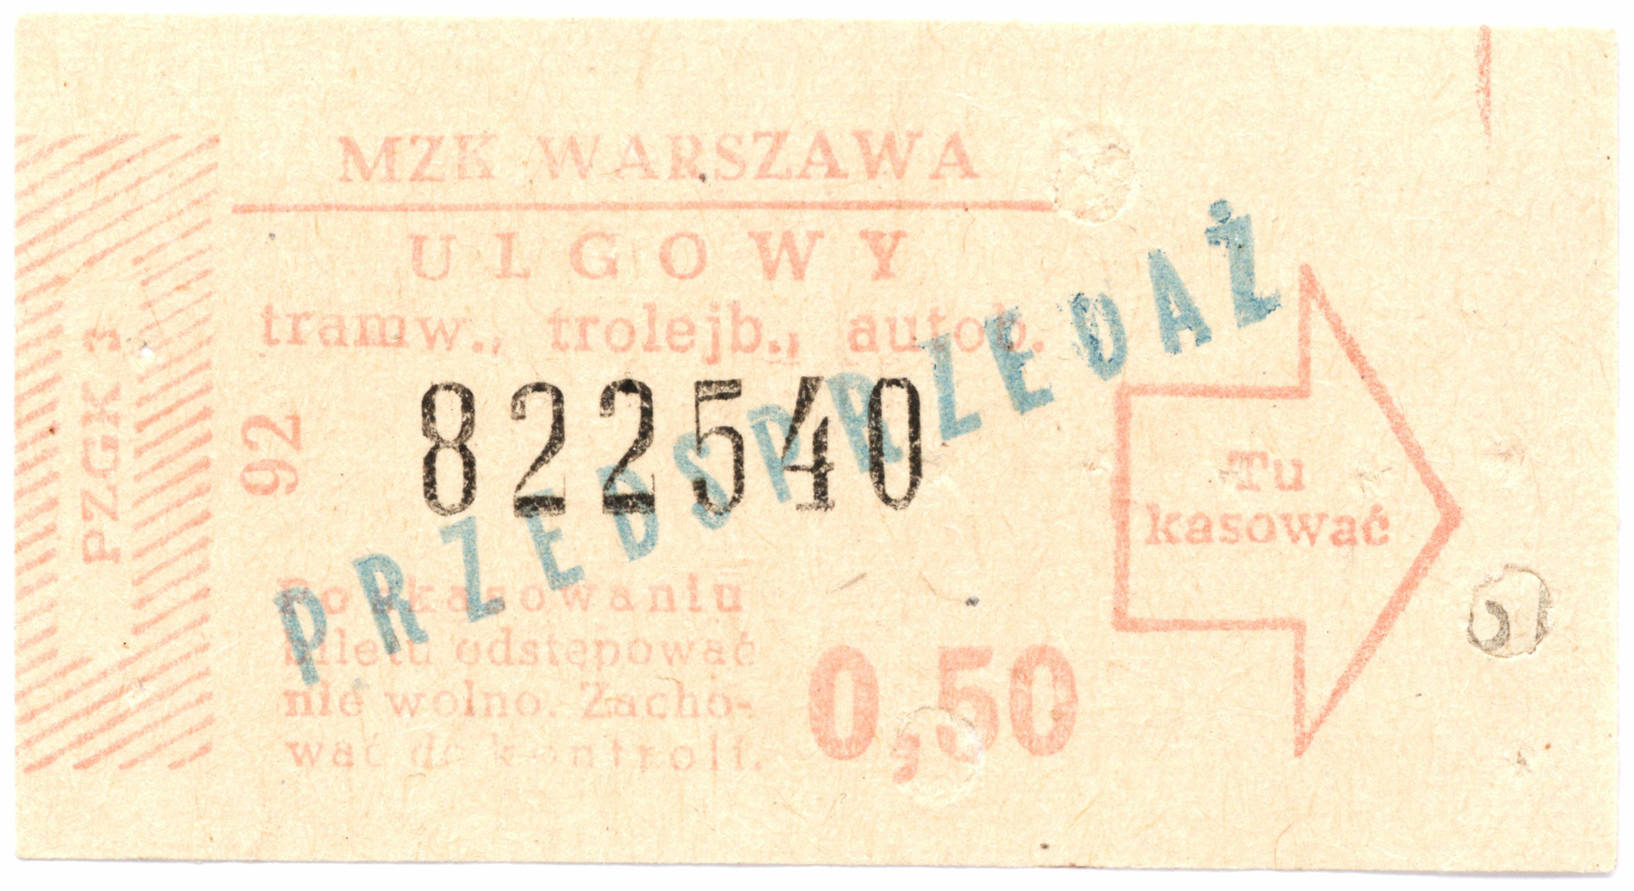 MZK WARSZAWA
ULGOWY
tramw., trolejb., autob.
822540
PRZEDSPRZEDAŻ
92
PZGK 3
Po skasowaniu
biletu odstępować
nie wolno. Zacho-
wać do kontroli.
0,50
Tu
kasować